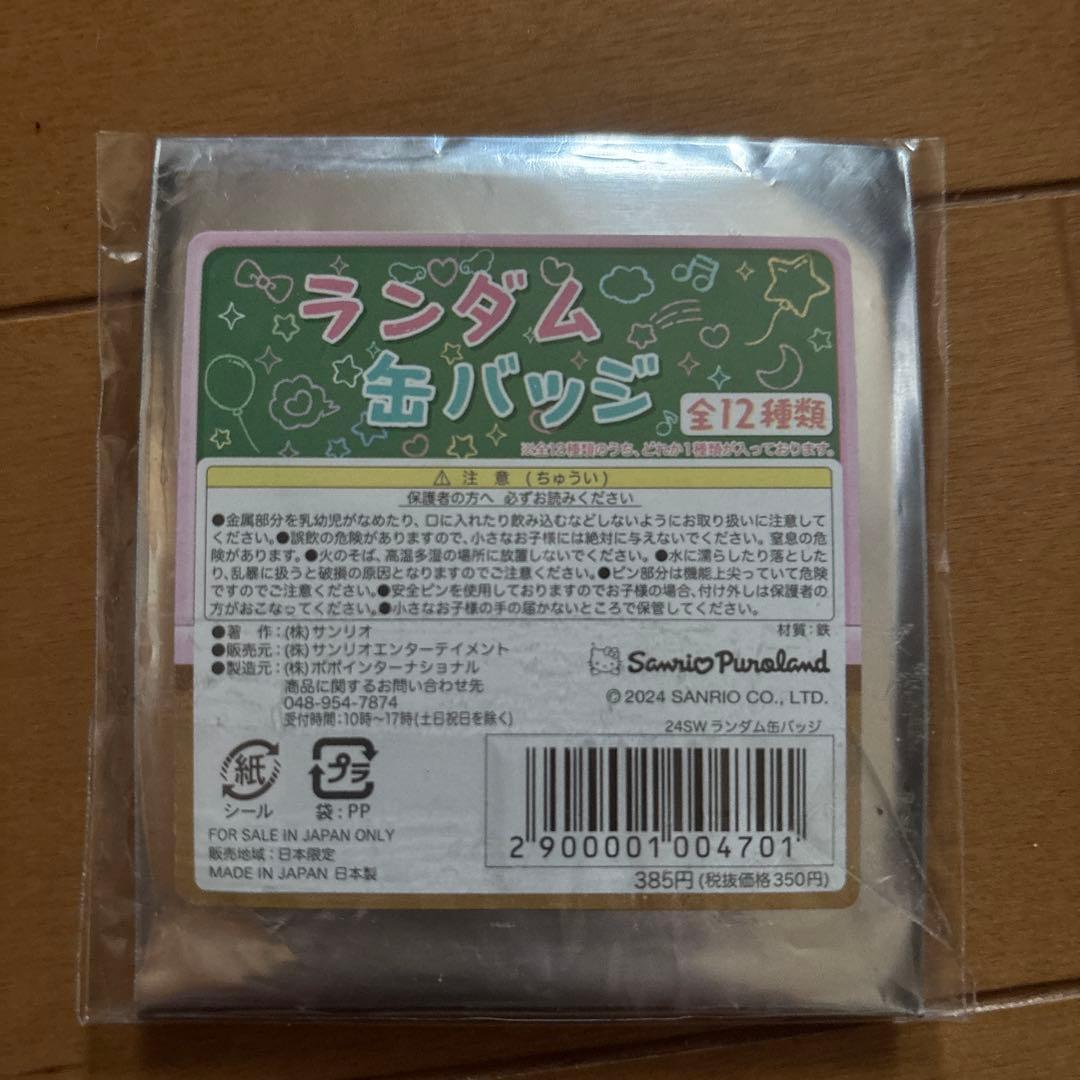 ランダム
缶バッジ
全12種類
※全12種類のうち、どれか1種類が入っております。
⚠ 注 意 (ちゅうい)
保護者の方へ 必ずお読みください
●金属部分を乳幼児がなめたり、口に入れたり飲み込むなどしないようにお取り扱いに注意して
ください。●誤飲の危険がありますので、小さなお子様には絶対に与えないでください。窒息の危
険があります。●火のそば、高温多湿の場所に放置しないでください。●水に濡らしたり落とした
り、乱暴に扱うと破損の原因となりますのでご注意ください。●ピン部分は機能上尖っていて危険
ですのでご注意ください。●安全ピンを使用しておりますのでお子様の場合、付け外しは保護者の
方がおこなってください。●小さなお子様の手の届かないところで保管してください。
●著 作：(株)サンリオ
材質：鉄
●販売元：(株)サンリオエンターテイメント
●製造元：(株)ポポインターナショナル
Sanrio Puroland
商品に関するお問い合わせ先
048-954-7874
©2024 SANRIO CO., LTD.
受付時間：10時〜17時(土日祝日を除く)
24SW ランダム缶バッジ
紙
シール
プラ
袋：PP
FOR SALE IN JAPAN ONLY
販売地域：日本限定
MADE IN JAPAN 日本製
2 900001 004701
385円(税抜価格350円)